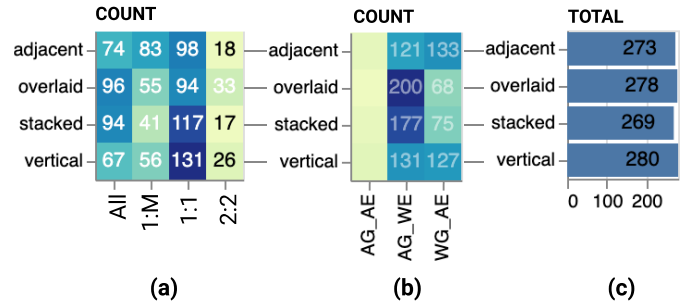 COUNT
adjacent 74 83 98 18
overlaid 96 55 94 33
stacked 94 41 117 17
vertical 67 56 131 26
All 1:M 1:1 2:2
(a)
COUNT
adjacent 121 133
overlaid 200 68
stacked 177 75
vertical 131 127
AG_AE AG_WE WG_AE
(b)
TOTAL
adjacent 273
overlaid 278
stacked 269
vertical 280
0 100 200
(c)